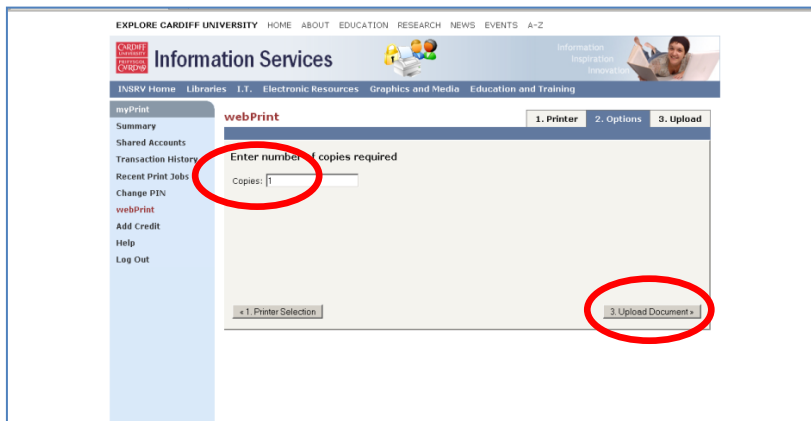 EXPLORE CARDIFF UNIVERSITY HOME ABOUT EDUCATION RESEARCH NEWS EVENTS A-Z
CARDIFF
UNIVERSITY
PRIFYSGOL
CAERDYDD
Information Services
Information
Inspiration
Innovation
INSRV Home Libraries I.T. Electronic Resources Graphics and Media Education and Training
myPrint
Summary
Shared Accounts
Transaction History
Recent Print Jobs
Change PIN
webPrint
Add Credit
Help
Log Out
webPrint
1. Printer 2. Options 3. Upload
Enter number of copies required
Copies: 1
« 1. Printer Selection
3. Upload Document »